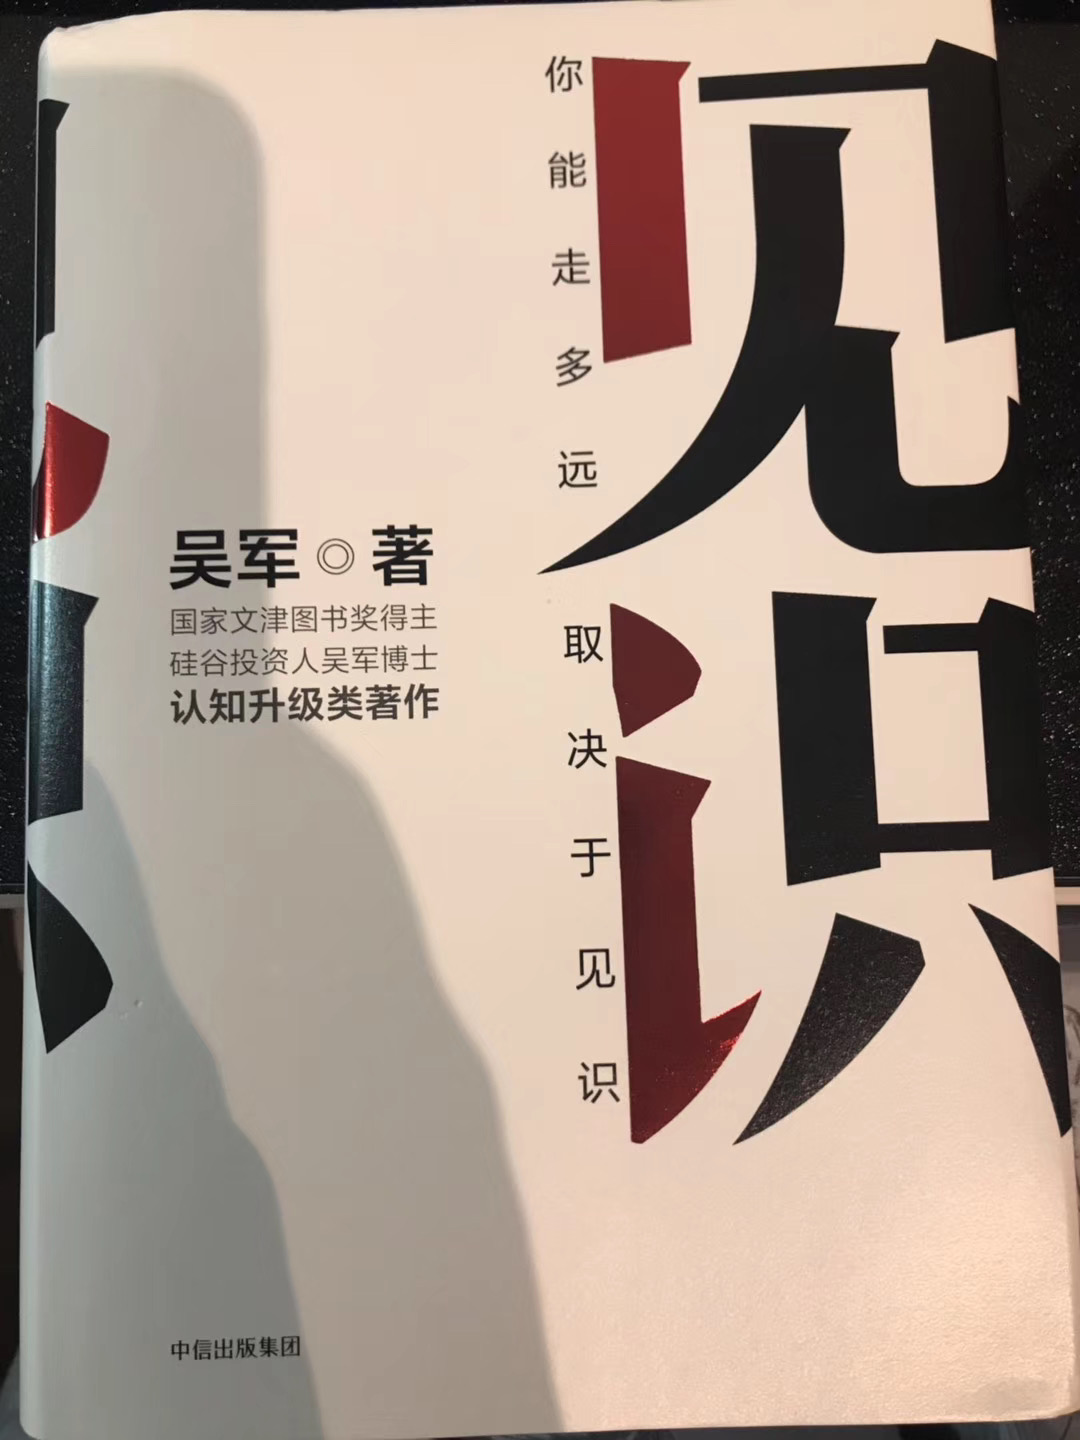 见识
你能走多远
取决于见识
吴军◎著
国家文津图书奖得主
硅谷投资人吴军博士
认知升级类著作
中信出版集团